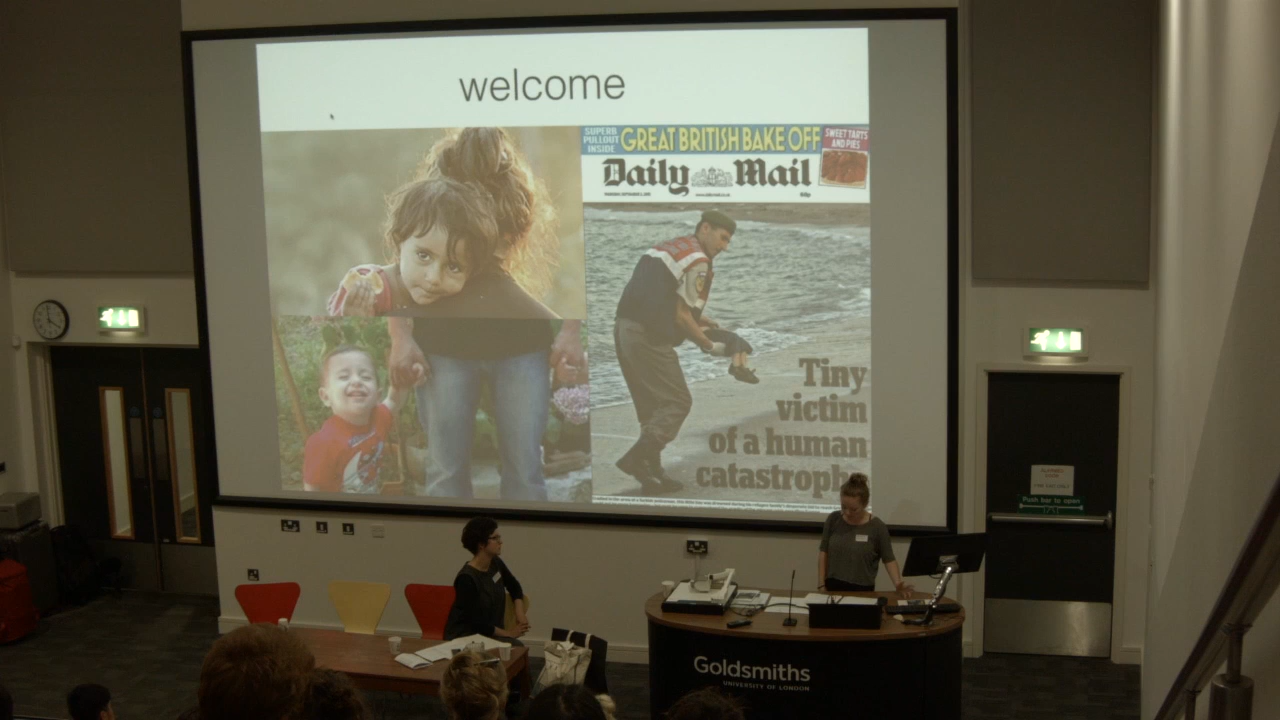 welcome
SUPERB
PULLOUT
INSIDE
GREAT BRITISH BAKE OFF
SWEET TARTS
AND PIES
Daily Mail
Tiny
victim
of a human
catastrophe
Push bar to open
Goldsmiths
UNIVERSITY OF LONDON